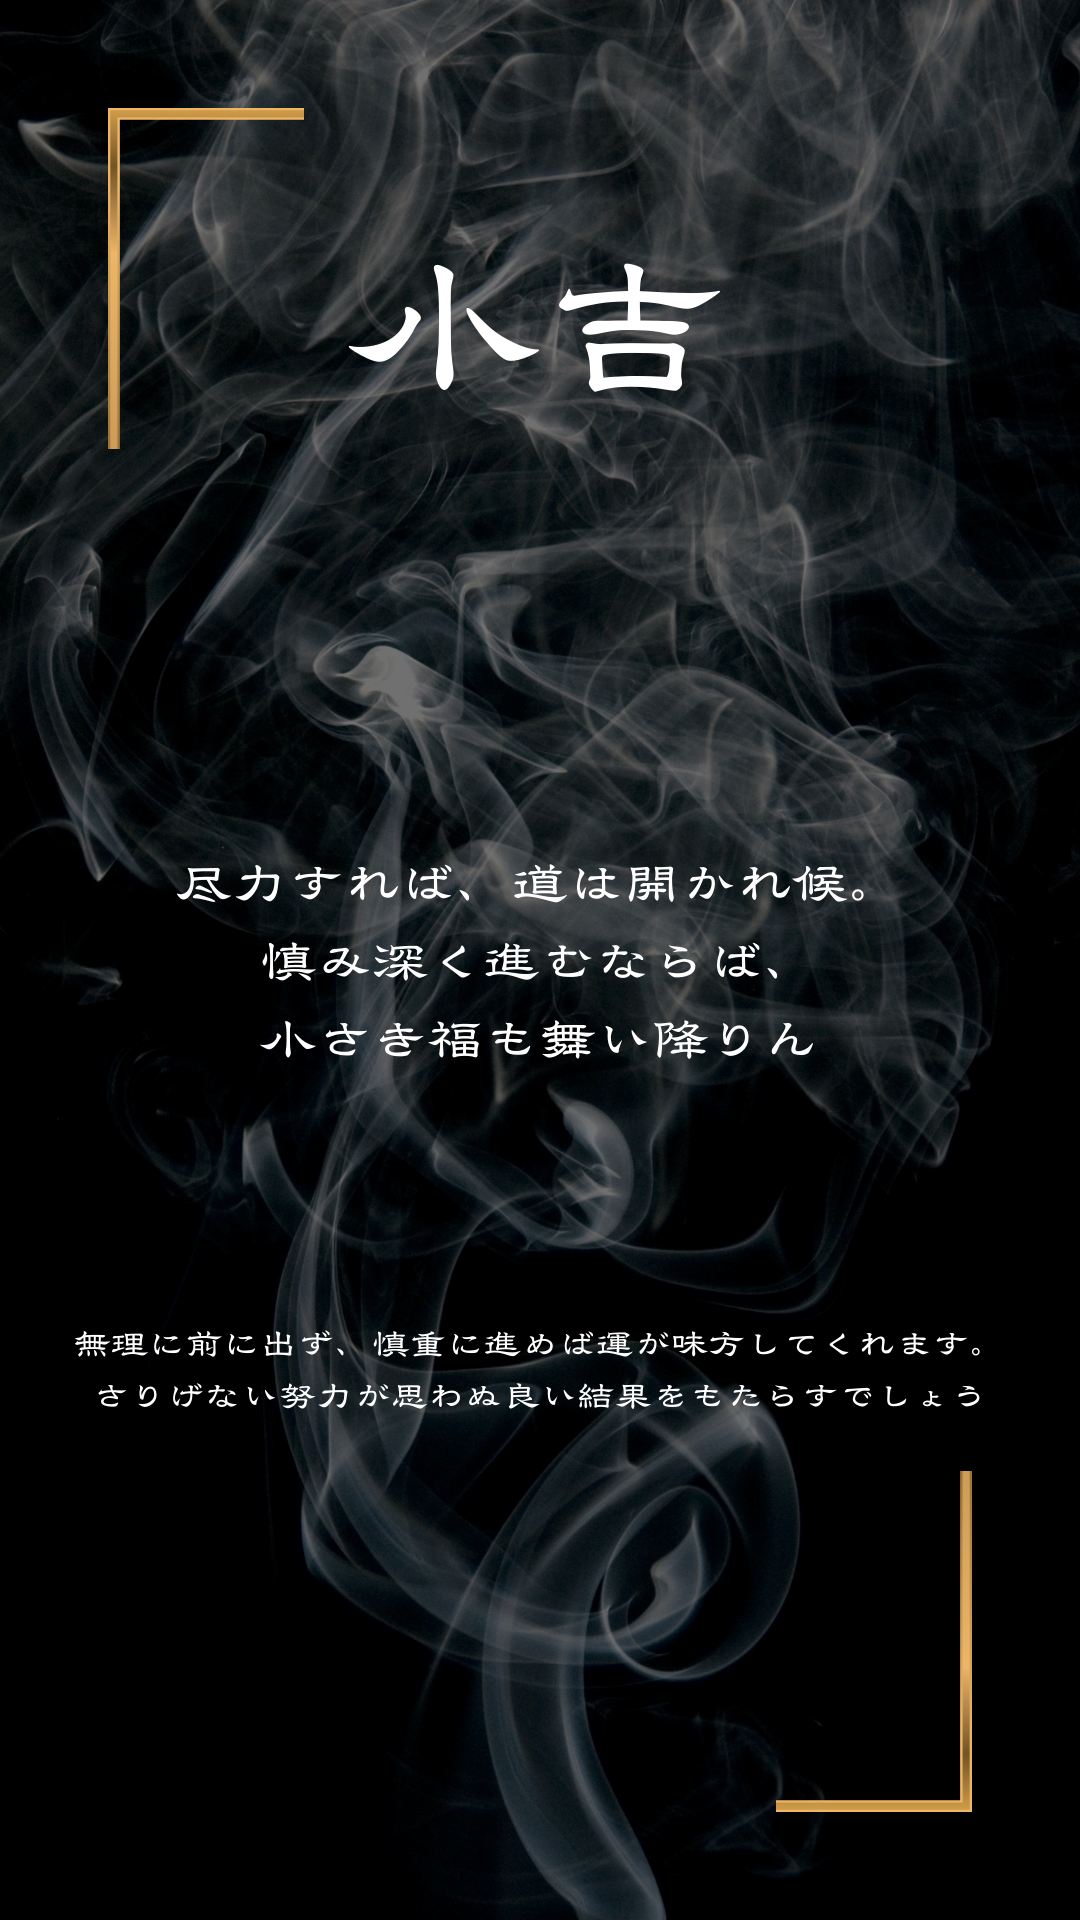 小吉
尽力すれば、道は開かれ候。
慎み深く進むならば、
小さき福も舞い降りん
無理に前に出ず、慎重に進めば運が味方してくれます。
さりげない努力が思わぬ良い結果をもたらすでしょう